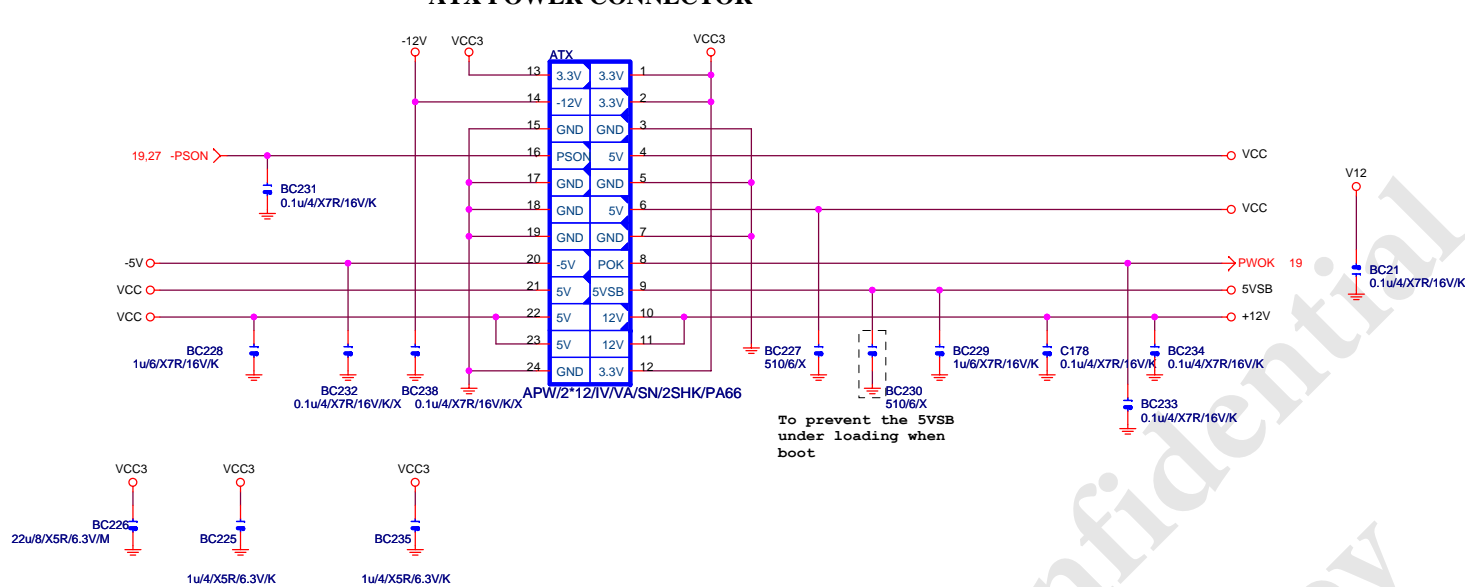 ATX POWER CONNECTOR
-12V VCC3 VCC3
ATX
13 3.3V 3.3V 1
14 -12V 3.3V 2
15 GND GND 3
19,27 -PSON 16 PSON 5V 4 VCC
17 GND GND 5
18 GND 5V 6 VCC
19 GND GND 7
-5V 20 -5V POK 8 PWOK 19
VCC 21 5V 5VSB 9 5VSB
VCC 22 5V 12V 10 +12V
23 5V 12V 11
24 GND 3.3V 12
APW/2*12/IV/VA/SN/2SHK/PA66
BC231
0.1u/4/X7R/16V/K
V12
BC21
0.1u/4/X7R/16V/K
BC228
1u/6/X7R/16V/K
BC232
0.1u/4/X7R/16V/K/X
BC238
0.1u/4/X7R/16V/K/X
BC227
510/6/X
BC230
510/6/X
BC229
1u/6/X7R/16V/K
C178
0.1u/4/X7R/16V/K
BC234
0.1u/4/X7R/16V/K
BC233
0.1u/4/X7R/16V/K
To prevent the 5VSB
under loading when
boot
VCC3 VCC3 VCC3
BC226
22u/8/X5R/6.3V/M
BC225
1u/4/X5R/6.3V/K
BC235
1u/4/X5R/6.3V/K